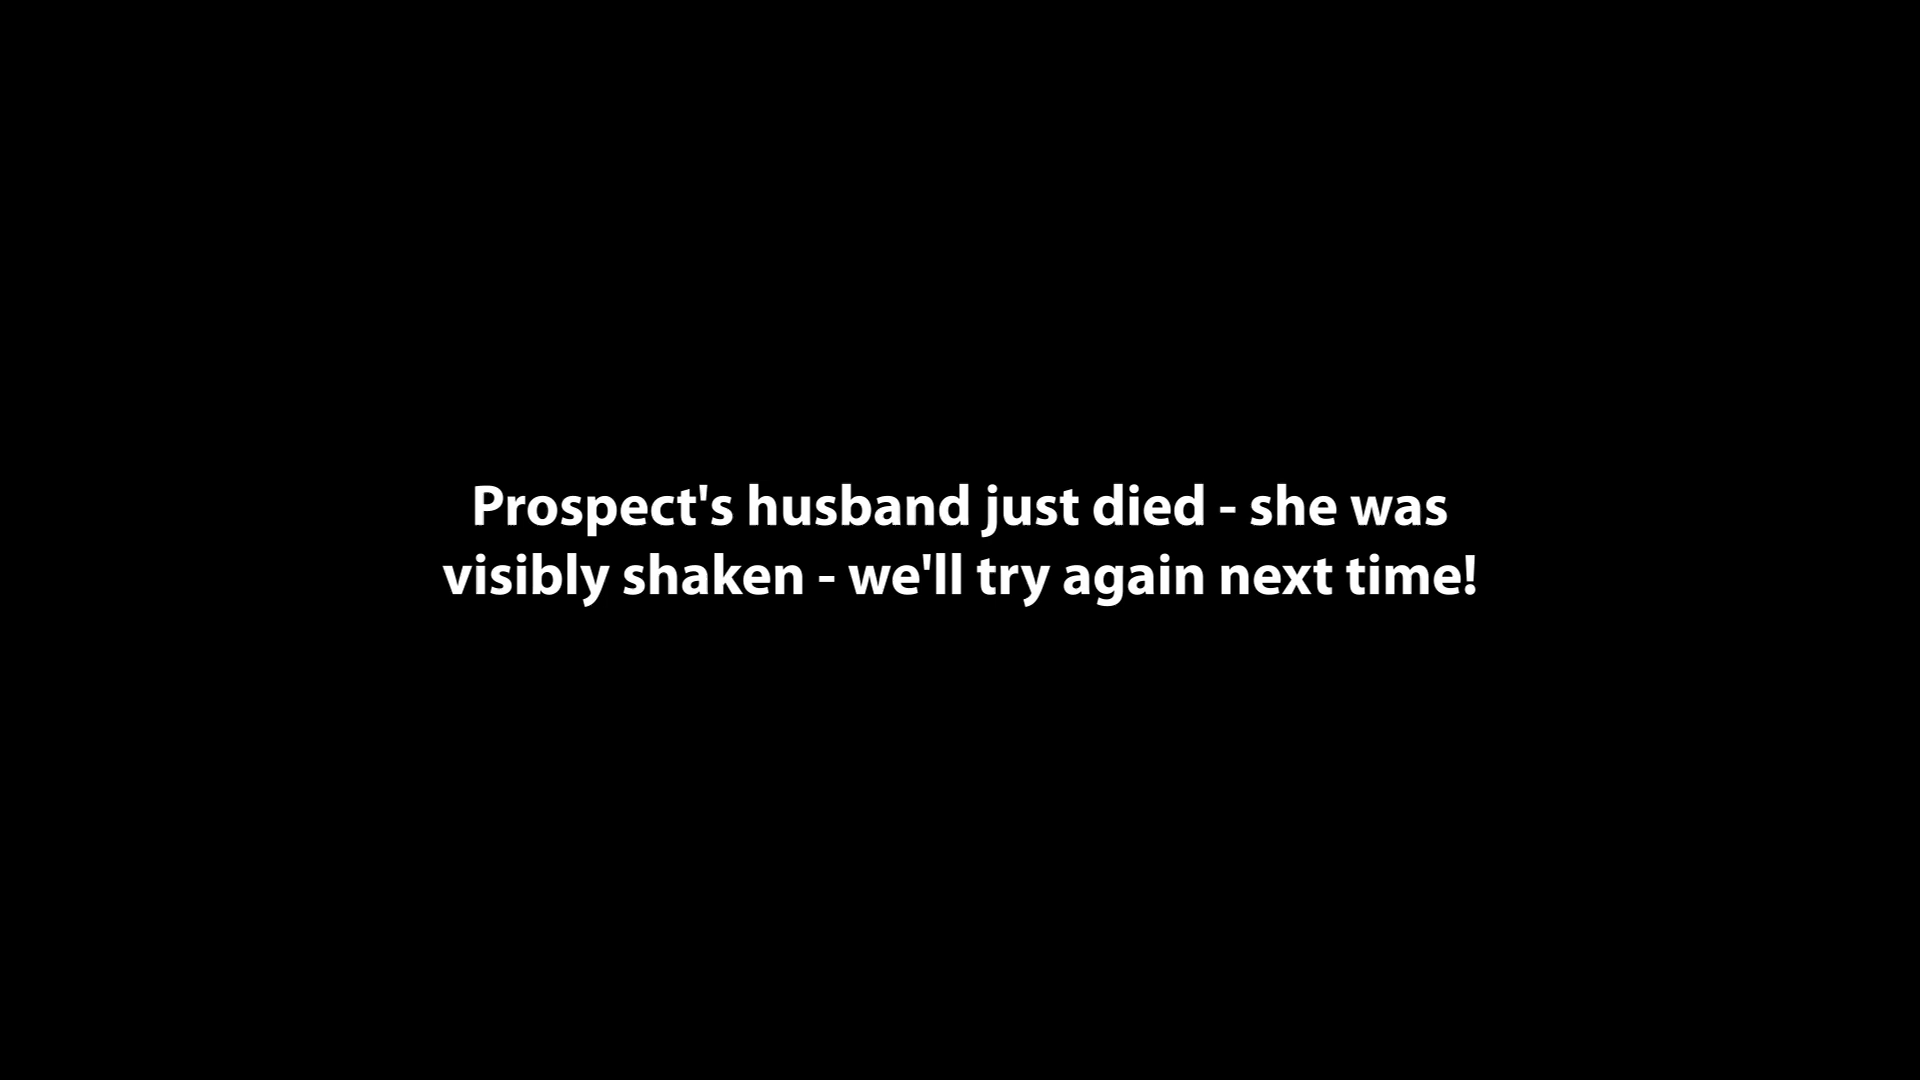 Prospect's husband just died - she was
visibly shaken - we'll try again next time!